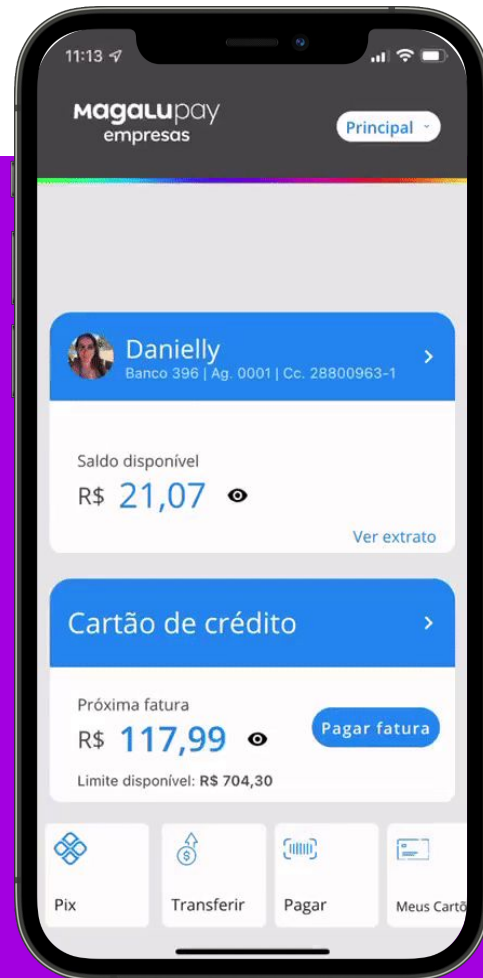 11:13
Magalupay
empresas
Principal
Danielly
Banco 396 | Ag. 0001 | Cc. 28800963-1
Saldo disponível
R$ 21,07
Ver extrato
Cartão de crédito
Próxima fatura
R$ 117,99
Pagar fatura
Limite disponível: R$ 704,30
Pix
Transferir
Pagar
Meus Cartõ